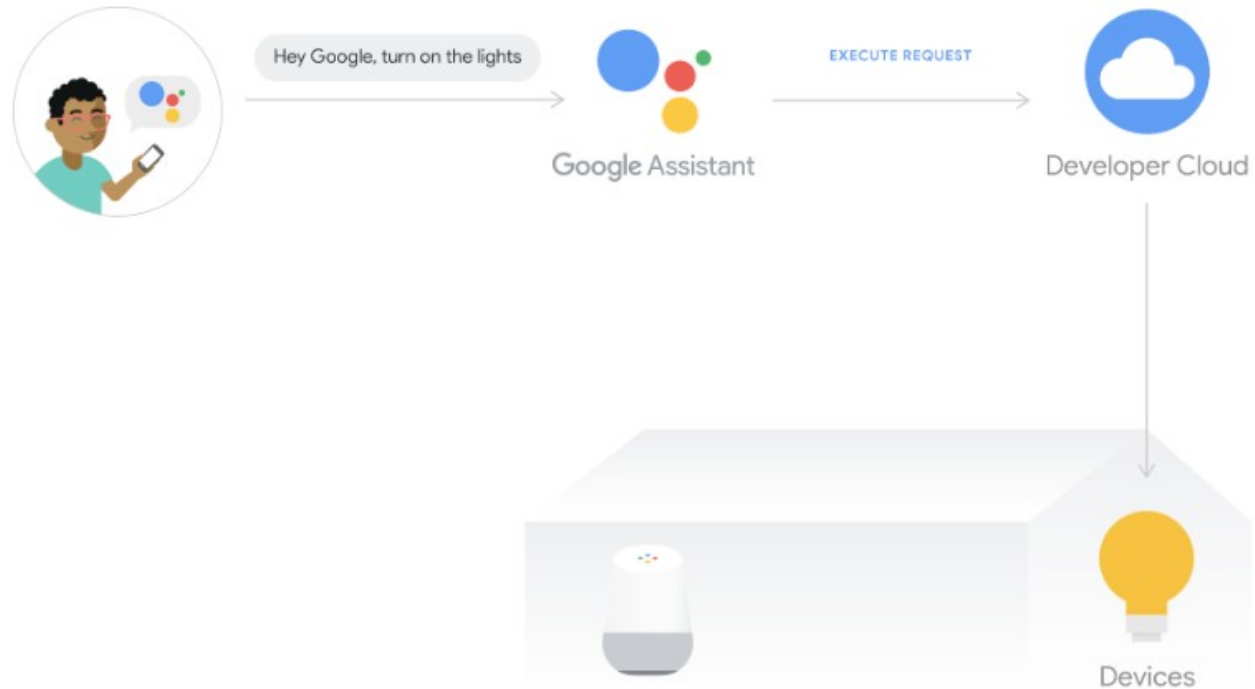 Hey Google, turn on the lights
EXECUTE REQUEST
Google Assistant
Developer Cloud
Devices